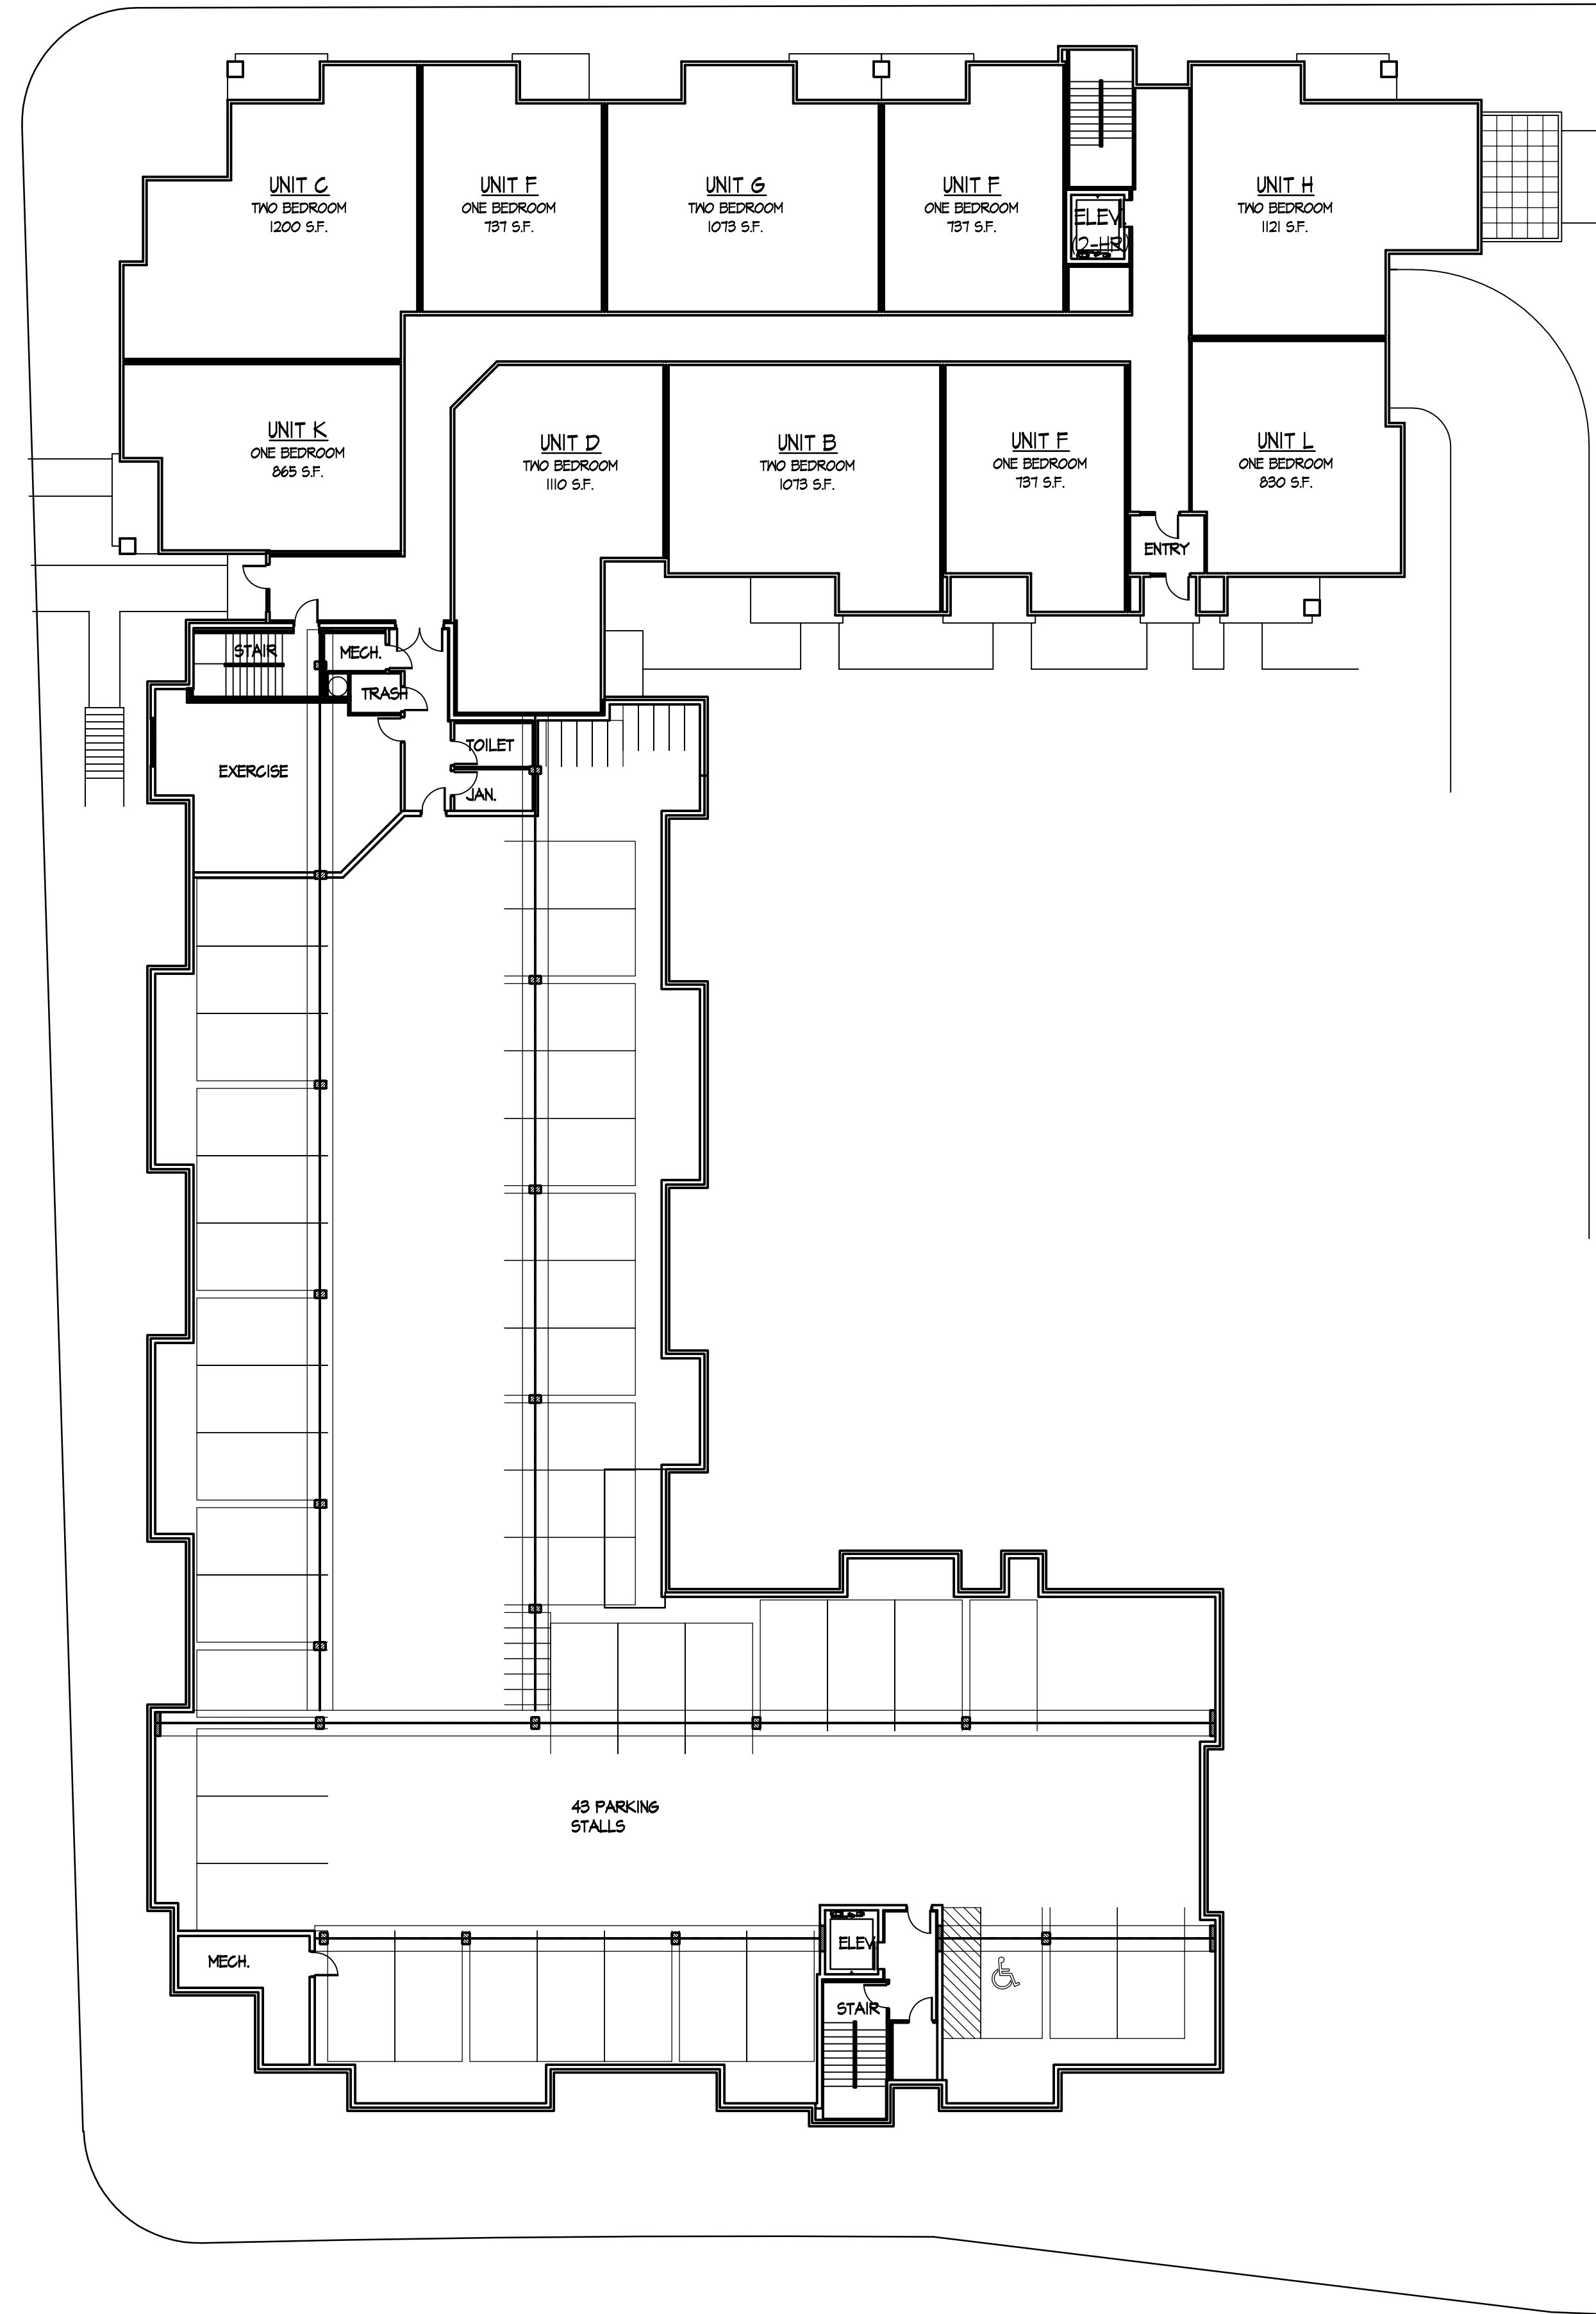 UNIT C
TWO BEDROOM
1200 S.F.
UNIT F
ONE BEDROOM
737 S.F.
UNIT G
TWO BEDROOM
1073 S.F.
UNIT F
ONE BEDROOM
737 S.F.
ELEV.
(2-HR)
UNIT H
TWO BEDROOM
1121 S.F.
UNIT K
ONE BEDROOM
865 S.F.
UNIT D
TWO BEDROOM
1110 S.F.
UNIT B
TWO BEDROOM
1073 S.F.
UNIT F
ONE BEDROOM
737 S.F.
UNIT L
ONE BEDROOM
830 S.F.
ENTRY
STAIR
MECH.
TRASH
TOILET
EXERCISE
JAN.
43 PARKING
STALLS
ELEV.
MECH.
STAIR